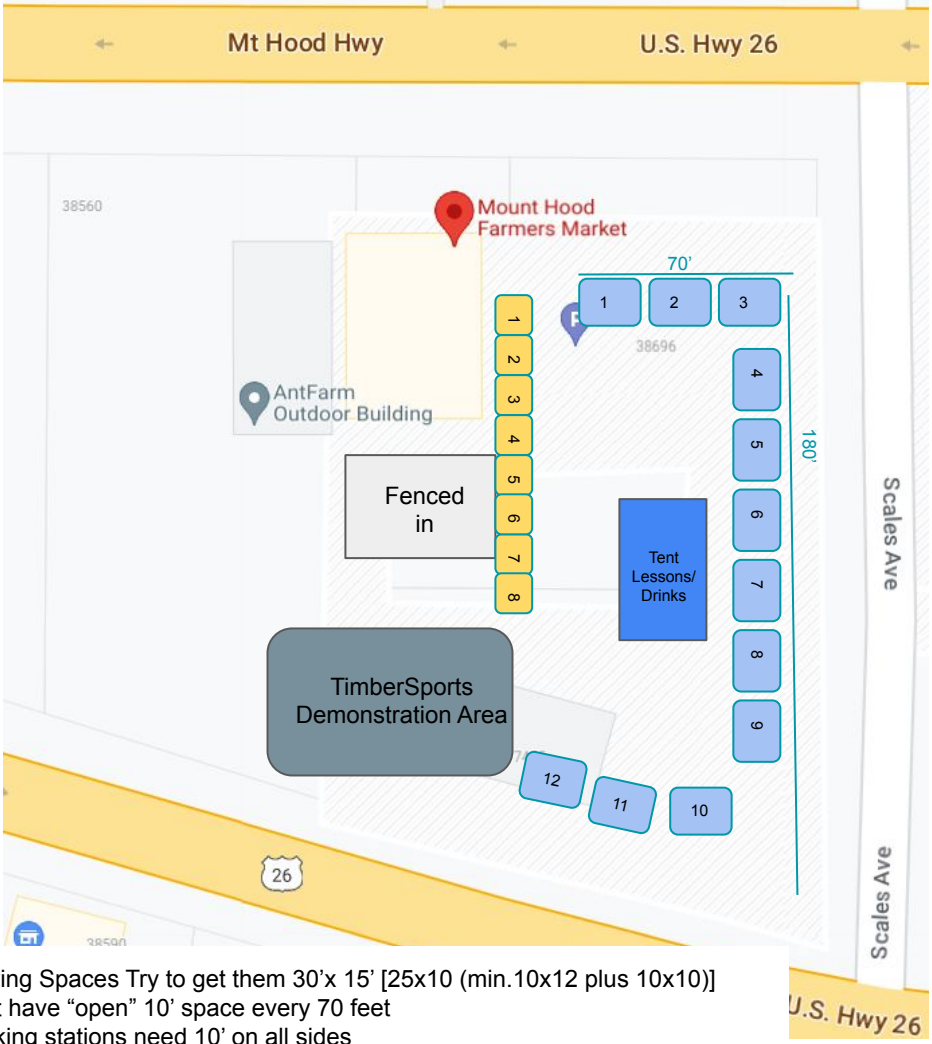 Mt Hood Hwy
U.S. Hwy 26
38560
Mount Hood
Farmers Market
70’
1
2
3
P
38696
1
2
3
4
5
6
7
8
4
5
6
7
8
9
180’
AntFarm
Outdoor Building
Fenced
in
Tent
Lessons/
Drinks
Scales Ave
TimberSports
Demonstration Area
12
11
10
26
Scales Ave
38590
ing Spaces Try to get them 30’x 15’ [25x10 (min.10x12 plus 10x10)]
have “open” 10’ space every 70 feet
king stations need 10’ on all sides
U.S. Hwy 26